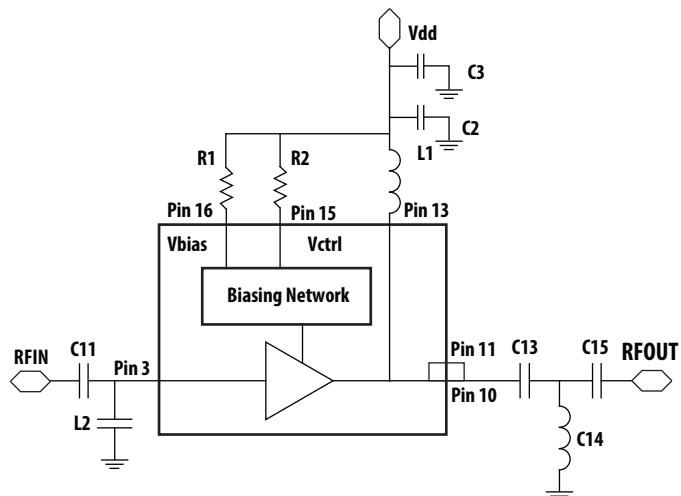 Vdd
C3
C2
R1
R2
L1
Pin 16
Pin 15
Pin 13
Vbias
Vctrl
Biasing Network
RFIN
C11
Pin 3
Pin 11
C13
C15
RFOUT
Pin 10
L2
C14